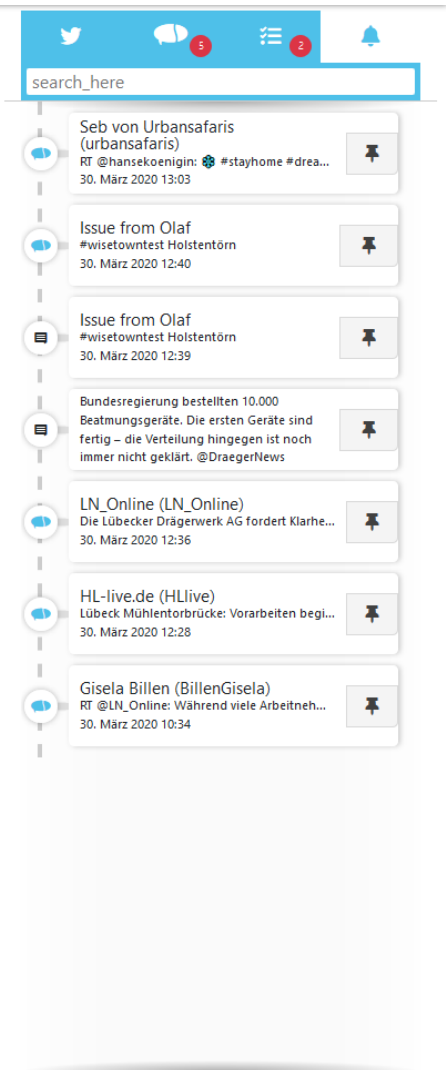 5
2
search_here
Seb von Urbansafaris
(urbansafaris)
RT @hansekoenigin: #stayhome #drea...
30. März 2020 13:03
Issue from Olaf
#wisetowntest Holstentörn
30. März 2020 12:40
Issue from Olaf
#wisetowntest Holstentörn
30. März 2020 12:39
Bundesregierung bestellten 10.000
Beatmungsgeräte. Die ersten Geräte sind
fertig – die Verteilung hingegen ist noch
immer nicht geklärt. @DraegerNews
LN_Online (LN_Online)
Die Lübecker Drägerwerk AG fordert Klarhe...
30. März 2020 12:36
HL-live.de (HLlive)
Lübeck Mühlentorbrücke: Vorarbeiten begi...
30. März 2020 12:28
Gisela Billen (BillenGisela)
RT @LN_Online: Während viele Arbeitneh...
30. März 2020 10:34